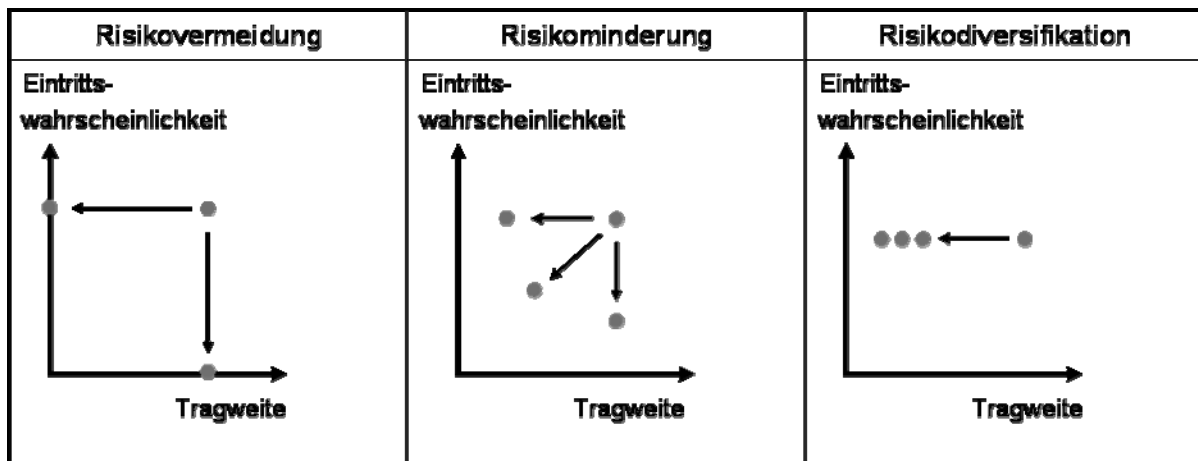 Risikovermeidung
Eintritts-
wahrscheinlichkeit
Tragweite
Risikominderung
Eintritts-
wahrscheinlichkeit
Tragweite
Risikodiversifikation
Eintritts-
wahrscheinlichkeit
Tragweite